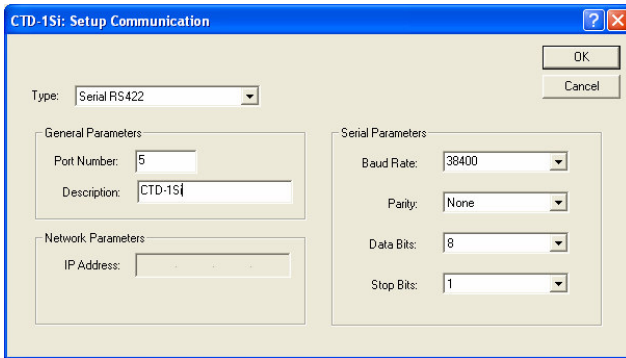 CTD-1Si: Setup Communication
OK
Cancel
Type: Serial RS422
General Parameters
Port Number: 5
Description: CTD-1Si
Network Parameters
IP Address: . . .
Serial Parameters
Baud Rate: 38400
Parity: None
Data Bits: 8
Stop Bits: 1